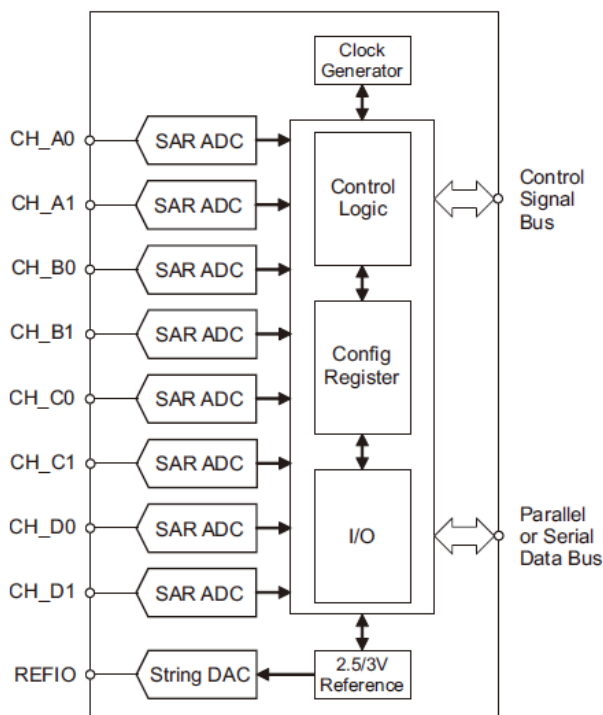 Clock
Generator
CH_A0
SAR ADC
CH_A1
SAR ADC
CH_B0
SAR ADC
CH_B1
SAR ADC
CH_C0
SAR ADC
CH_C1
SAR ADC
CH_D0
SAR ADC
CH_D1
SAR ADC
REFIO
String DAC
Control
Logic
Config
Register
I/O
2.5/3V
Reference
Control
Signal
Bus
Parallel
or Serial
Data Bus